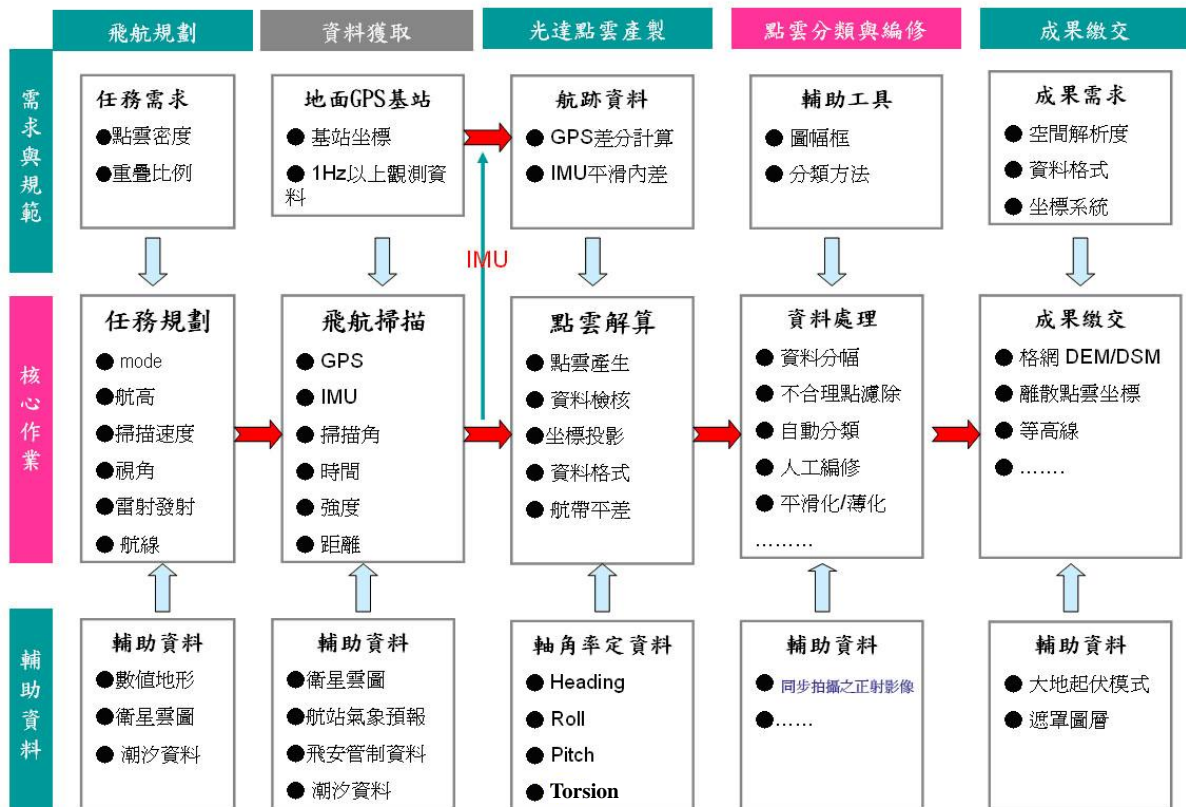 飛航規劃
資料獲取
光達點雲產製
點雲分類與編修
成果繳交
需求與規範
任務需求
●點雲密度
●重疊比例
地面GPS基站
● 基站坐標
● 1Hz以上觀測資
料
航跡資料
● GPS差分計算
● IMU平滑內差
輔助工具
● 圖幅框
● 分類方法
成果需求
● 空間解析度
● 資料格式
● 坐標系統
IMU
核心作業
任務規劃
● mode
●航高
●掃描速度
●視角
●雷射發射
● 航線
飛航掃描
● GPS
● IMU
● 掃描角
● 時間
● 強度
● 距離
點雲解算
●點雲產生
● 資料檢核
●坐標投影
● 資料格式
● 航帶平差
資料處理
● 資料分幅
● 不合理點濾除
● 自動分類
● 人工編修
● 平滑化/薄化
………
成果繳交
● 格網 DEM/DSM
● 離散點雲坐標
● 等高線
● …….
輔助資料
輔助資料
●數值地形
●衛星雲圖
● 潮汐資料
輔助資料
●衛星雲圖
●航站氣象預報
●飛安管制資料
● 潮汐資料
軸角率定資料
● Heading
● Roll
● Pitch
● Torsion
輔助資料
● 同步拍攝之正射影像
●……
輔助資料
● 大地起伏模式
● 遮罩圖層